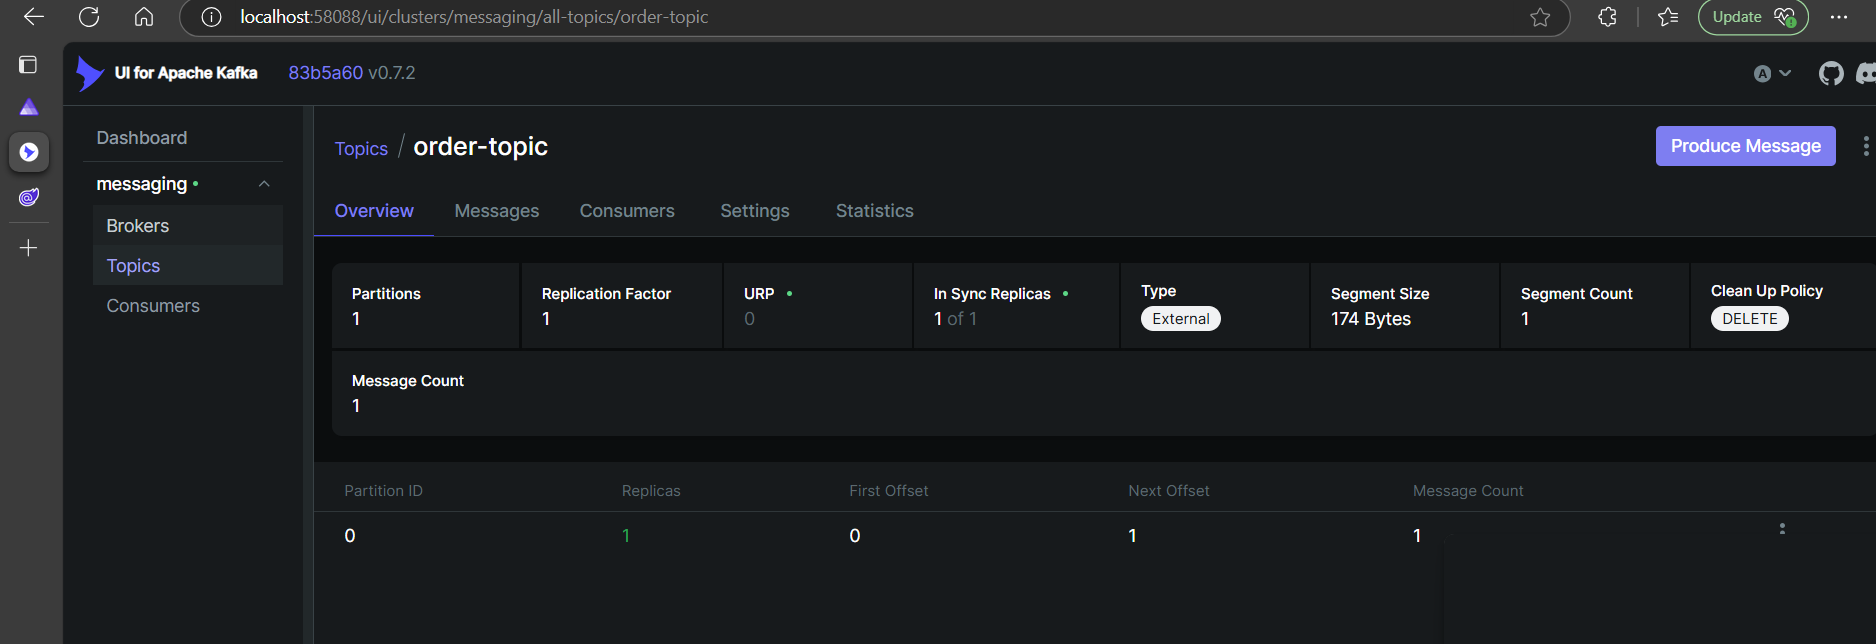 localhost:58088/ui/clusters/messaging/all-topics/order-topic
Update
UI for Apache Kafka 83b5a60 v0.7.2
A
Dashboard
messaging
Brokers
Topics
Consumers
Topics / order-topic
Produce Message
Overview Messages Consumers Settings Statistics
Partitions
1
Replication Factor
1
URP
0
In Sync Replicas
1 of 1
Type
External
Segment Size
174 Bytes
Segment Count
1
Clean Up Policy
DELETE
Message Count
1
Partition ID Replicas First Offset Next Offset Message Count
0 1 0 1 1